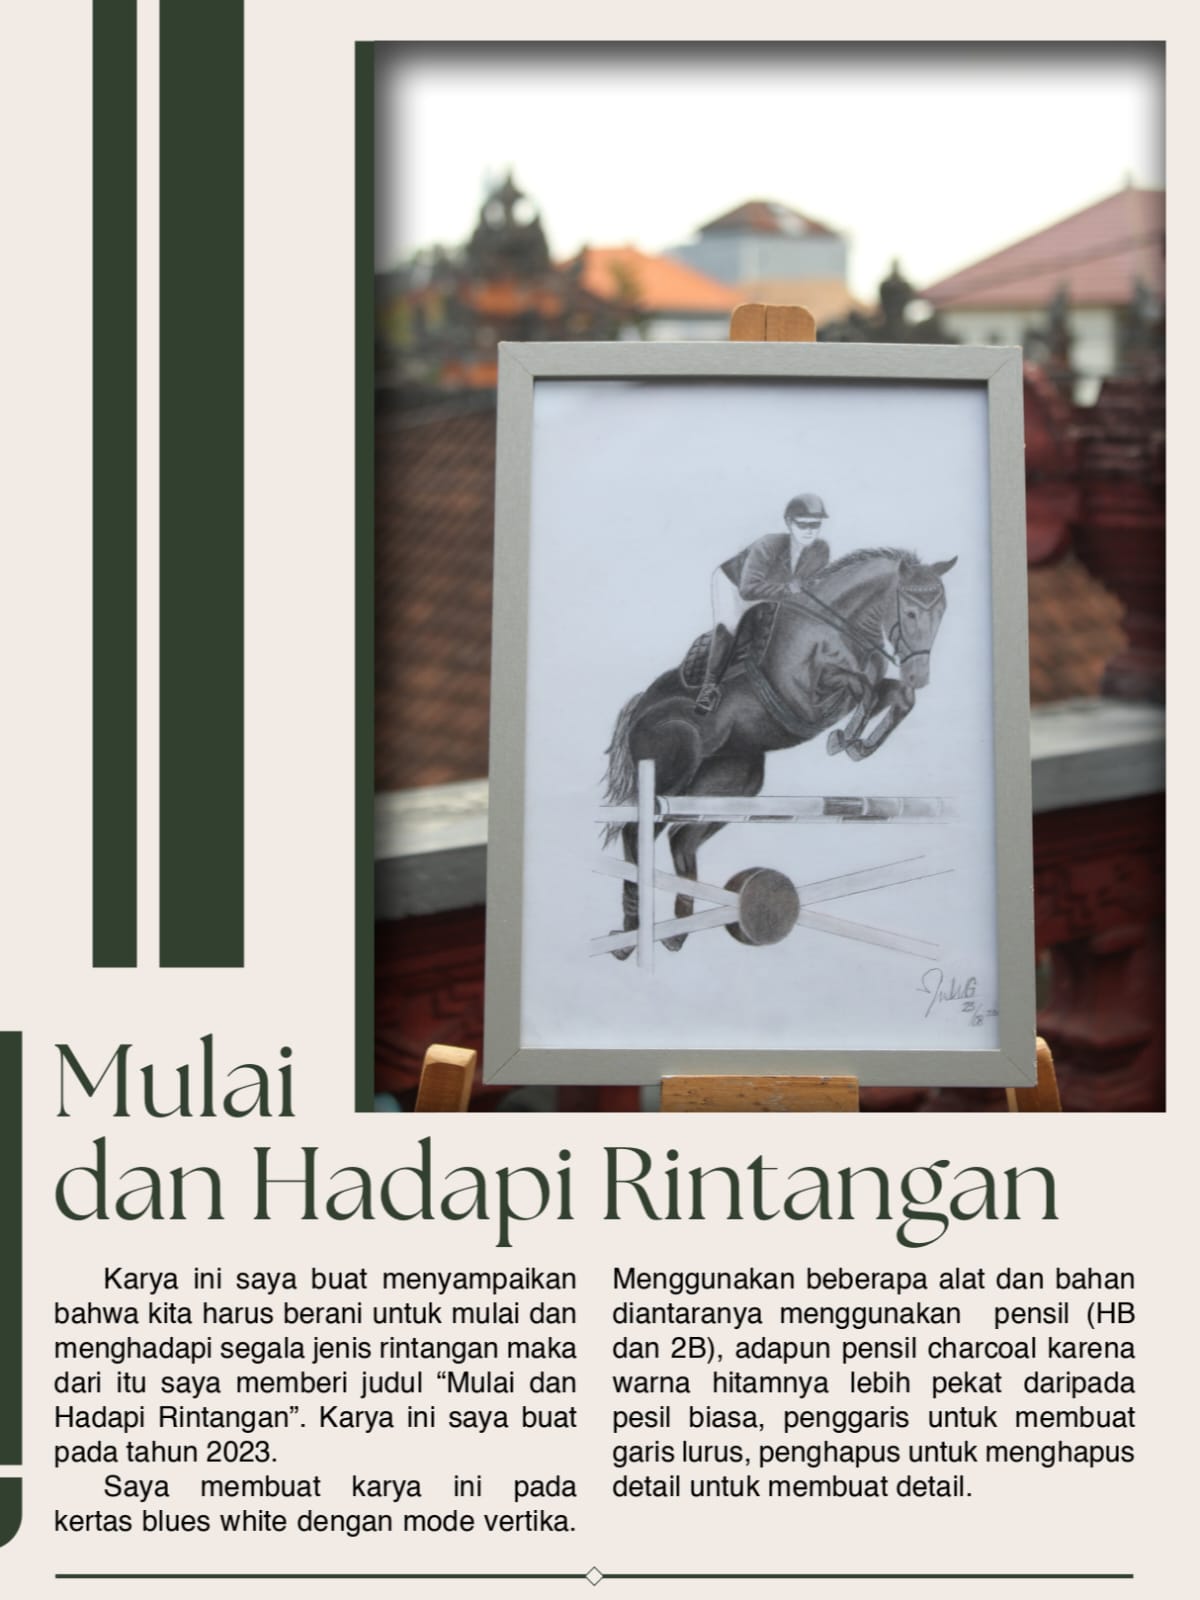 Mulai
dan Hadapi Rintangan
Karya ini saya buat menyampaikan
bahwa kita harus berani untuk mulai dan
menghadapi segala jenis rintangan maka
dari itu saya memberi judul “Mulai dan
Hadapi Rintangan”. Karya ini saya buat
pada tahun 2023.
Saya membuat karya ini pada
kertas blues white dengan mode vertika.
Menggunakan beberapa alat dan bahan
diantaranya menggunakan pensil (HB
dan 2B), adapun pensil charcoal karena
warna hitamnya lebih pekat daripada
pesil biasa, penggaris untuk membuat
garis lurus, penghapus untuk menghapus
detail untuk membuat detail.